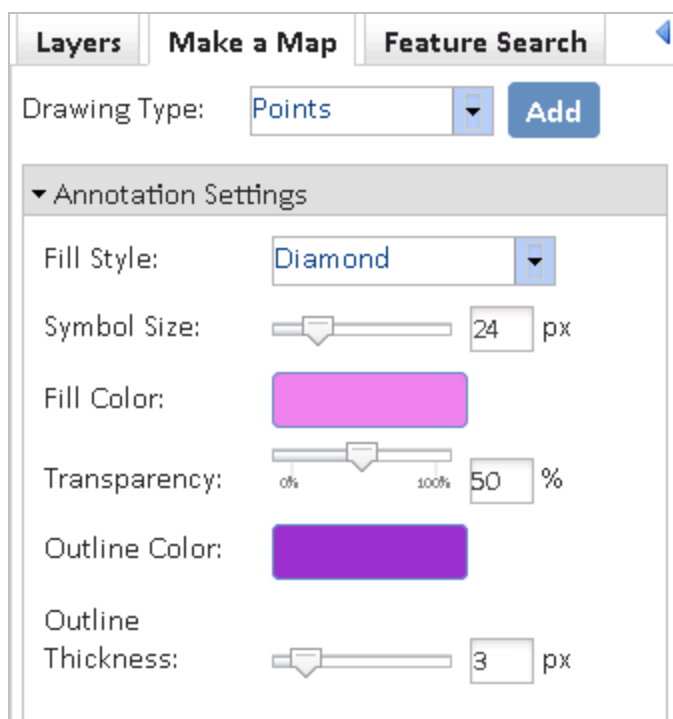 Layers Make a Map Feature Search
Drawing Type: Points Add
Annotation Settings
Fill Style: Diamond
Symbol Size: 24 px
Fill Color:
Transparency: 0% 100% 50 %
Outline Color:
Outline
Thickness: 3 px